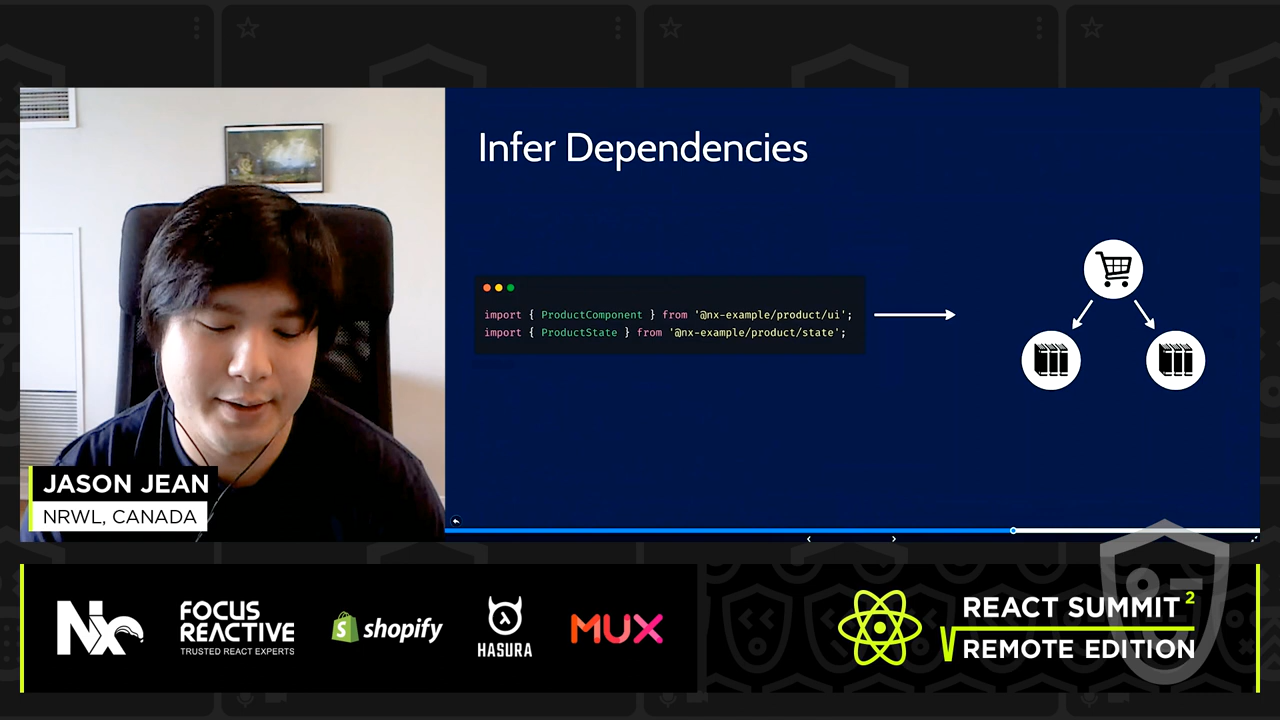 Infer Dependencies
import { ProductComponent } from '@nx-example/product/ui';
import { ProductState } from '@nx-example/product/state';
JASON JEAN
NRWL, CANADA
Nx
FOCUS
REACTIVE
TRUSTED REACT EXPERTS
shopify
HASURA
MUX
REACT SUMMIT 2
REMOTE EDITION